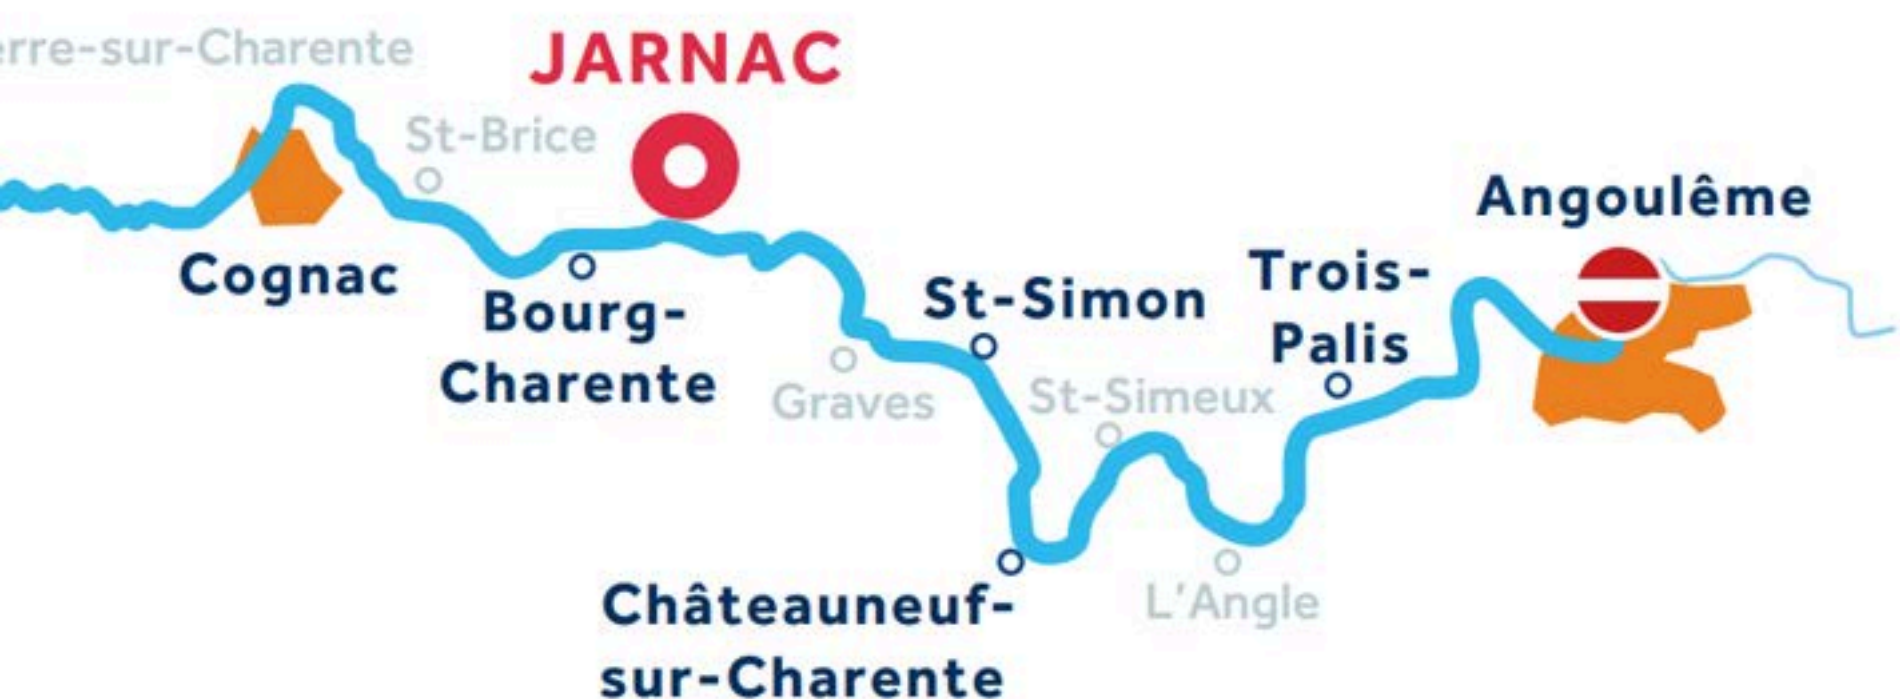 erre-sur-Charente
JARNAC
St-Brice
Angoulême
Cognac
Bourg-
Charente
St-Simon
Trois-
Palis
Graves
St-Simeux
Châteauneuf-
sur-Charente
L'Angle